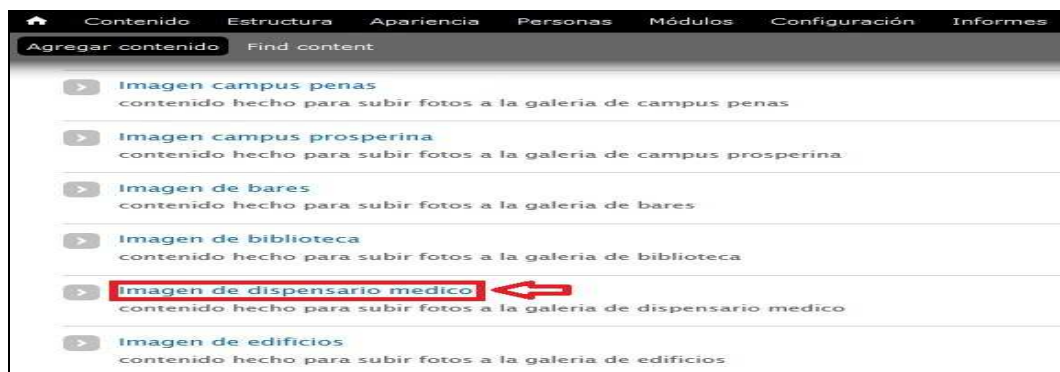 Contenido Estructura Apariencia Personas Módulos Configuración Informes
Agregar contenido Find content
Imagen campus penas
contenido hecho para subir fotos a la galeria de campus penas
Imagen campus prosperina
contenido hecho para subir fotos a la galeria de campus prosperina
Imagen de bares
contenido hecho para subir fotos a la galeria de bares
Imagen de biblioteca
contenido hecho para subir fotos a la galeria de biblioteca
Imagen de dispensario medico
contenido hecho para subir fotos a la galeria de dispensario medico
Imagen de edificios
contenido hecho para subir fotos a la galeria de edificios